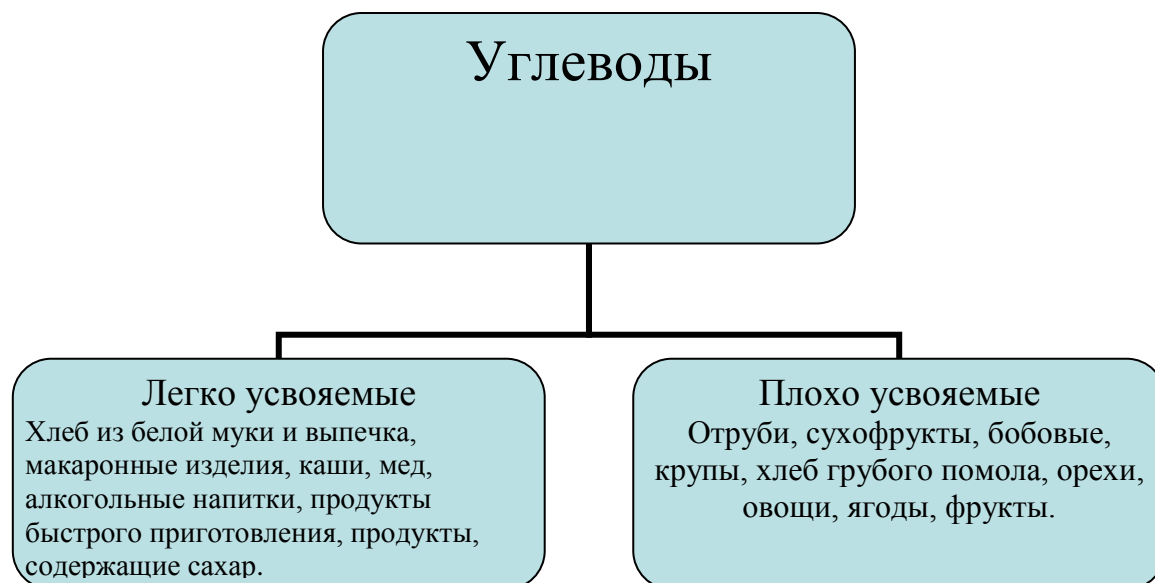 Углеводы
Легко усвояемые
Хлеб из белой муки и выпечка,
макаронные изделия, каши, мед,
алкогольные напитки, продукты
быстрого приготовления, продукты,
содержащие сахар.
Плохо усвояемые
Отруби, сухофрукты, бобовые,
крупы, хлеб грубого помола, орехи,
овощи, ягоды, фрукты.